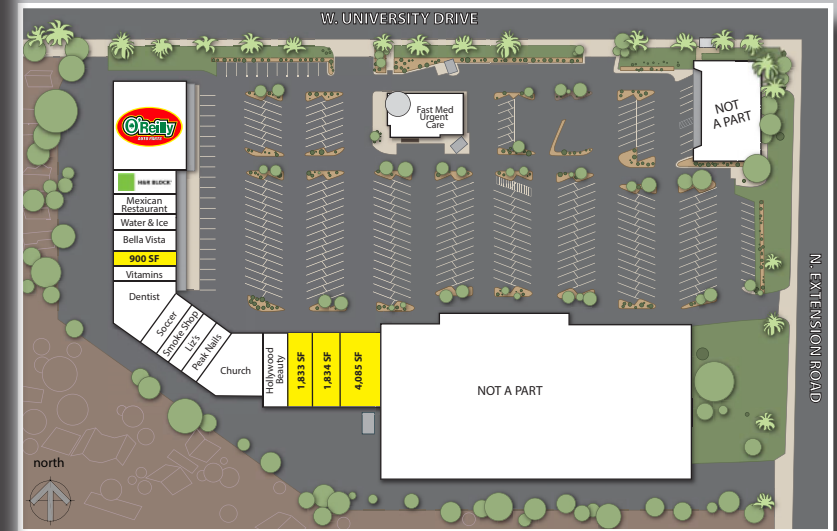 W. UNIVERSITY DRIVE
O'Reilly
AUTO PARTS
Fast Med
Urgent
Care
NOT
A PART
H&R BLOCK
Mexican
Restaurant
Water & Ice
Bella Vista
900 SF
Vitamins
Dentist
Soccer
Smoke Shop
Liz's
Peak Nails
Church
Hollywood
Beauty
1,833 SF
1,834 SF
4,085 SF
NOT A PART
N. EXTENSION ROAD
north